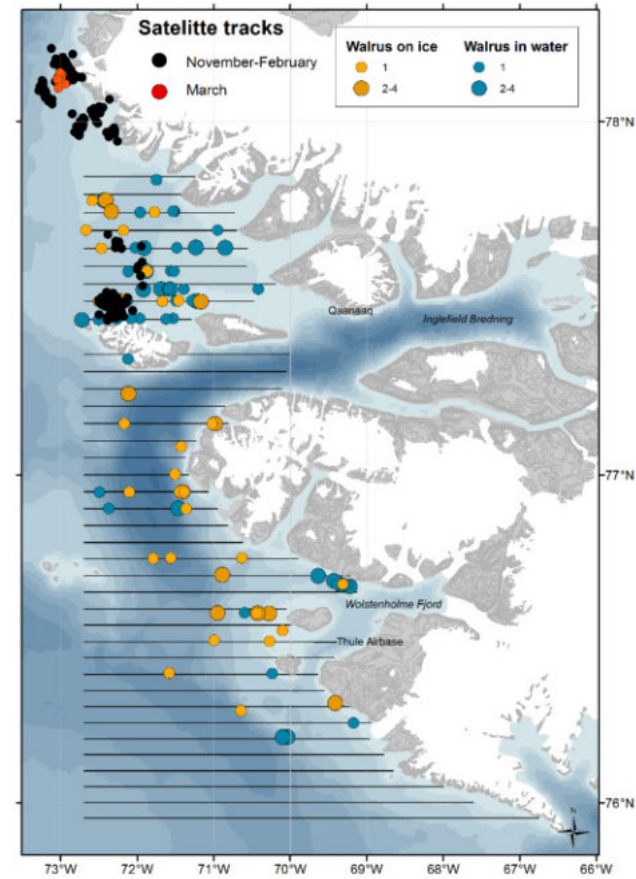 Satelitte tracks
November-February
March
Walrus on ice
1
2-4
Walrus in water
1
2-4
78°N
Qaanaaq
Inglefield Bredning
77°N
Wolstenholme Fjord
Thule Airbase
76°N
N
73°W 72°W 71°W 70°W 69°W 68°W 67°W 66°W